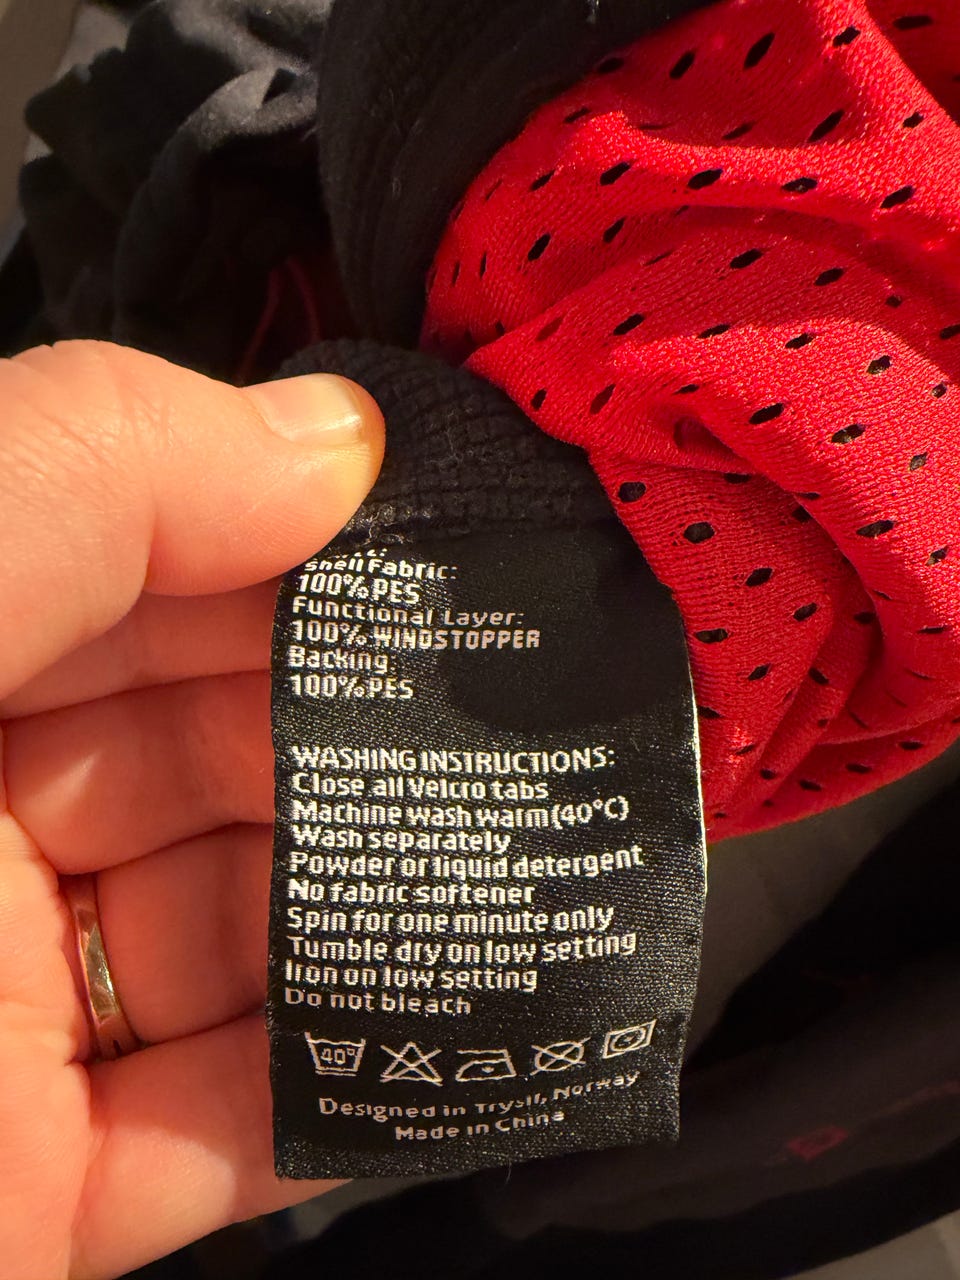 Shell Fabric:
100% PES
Functional Layer:
100% WINDSTOPPER
Backing:
100% PES
WASHING INSTRUCTIONS:
Close all Velcro tabs
Machine wash warm (40°C)
Wash separately
Powder or liquid detergent
No fabric softener
Spin for one minute only
Tumble dry on low setting
Iron on low setting
Do not bleach
40°
Designed in Trysil, Norway
Made in China